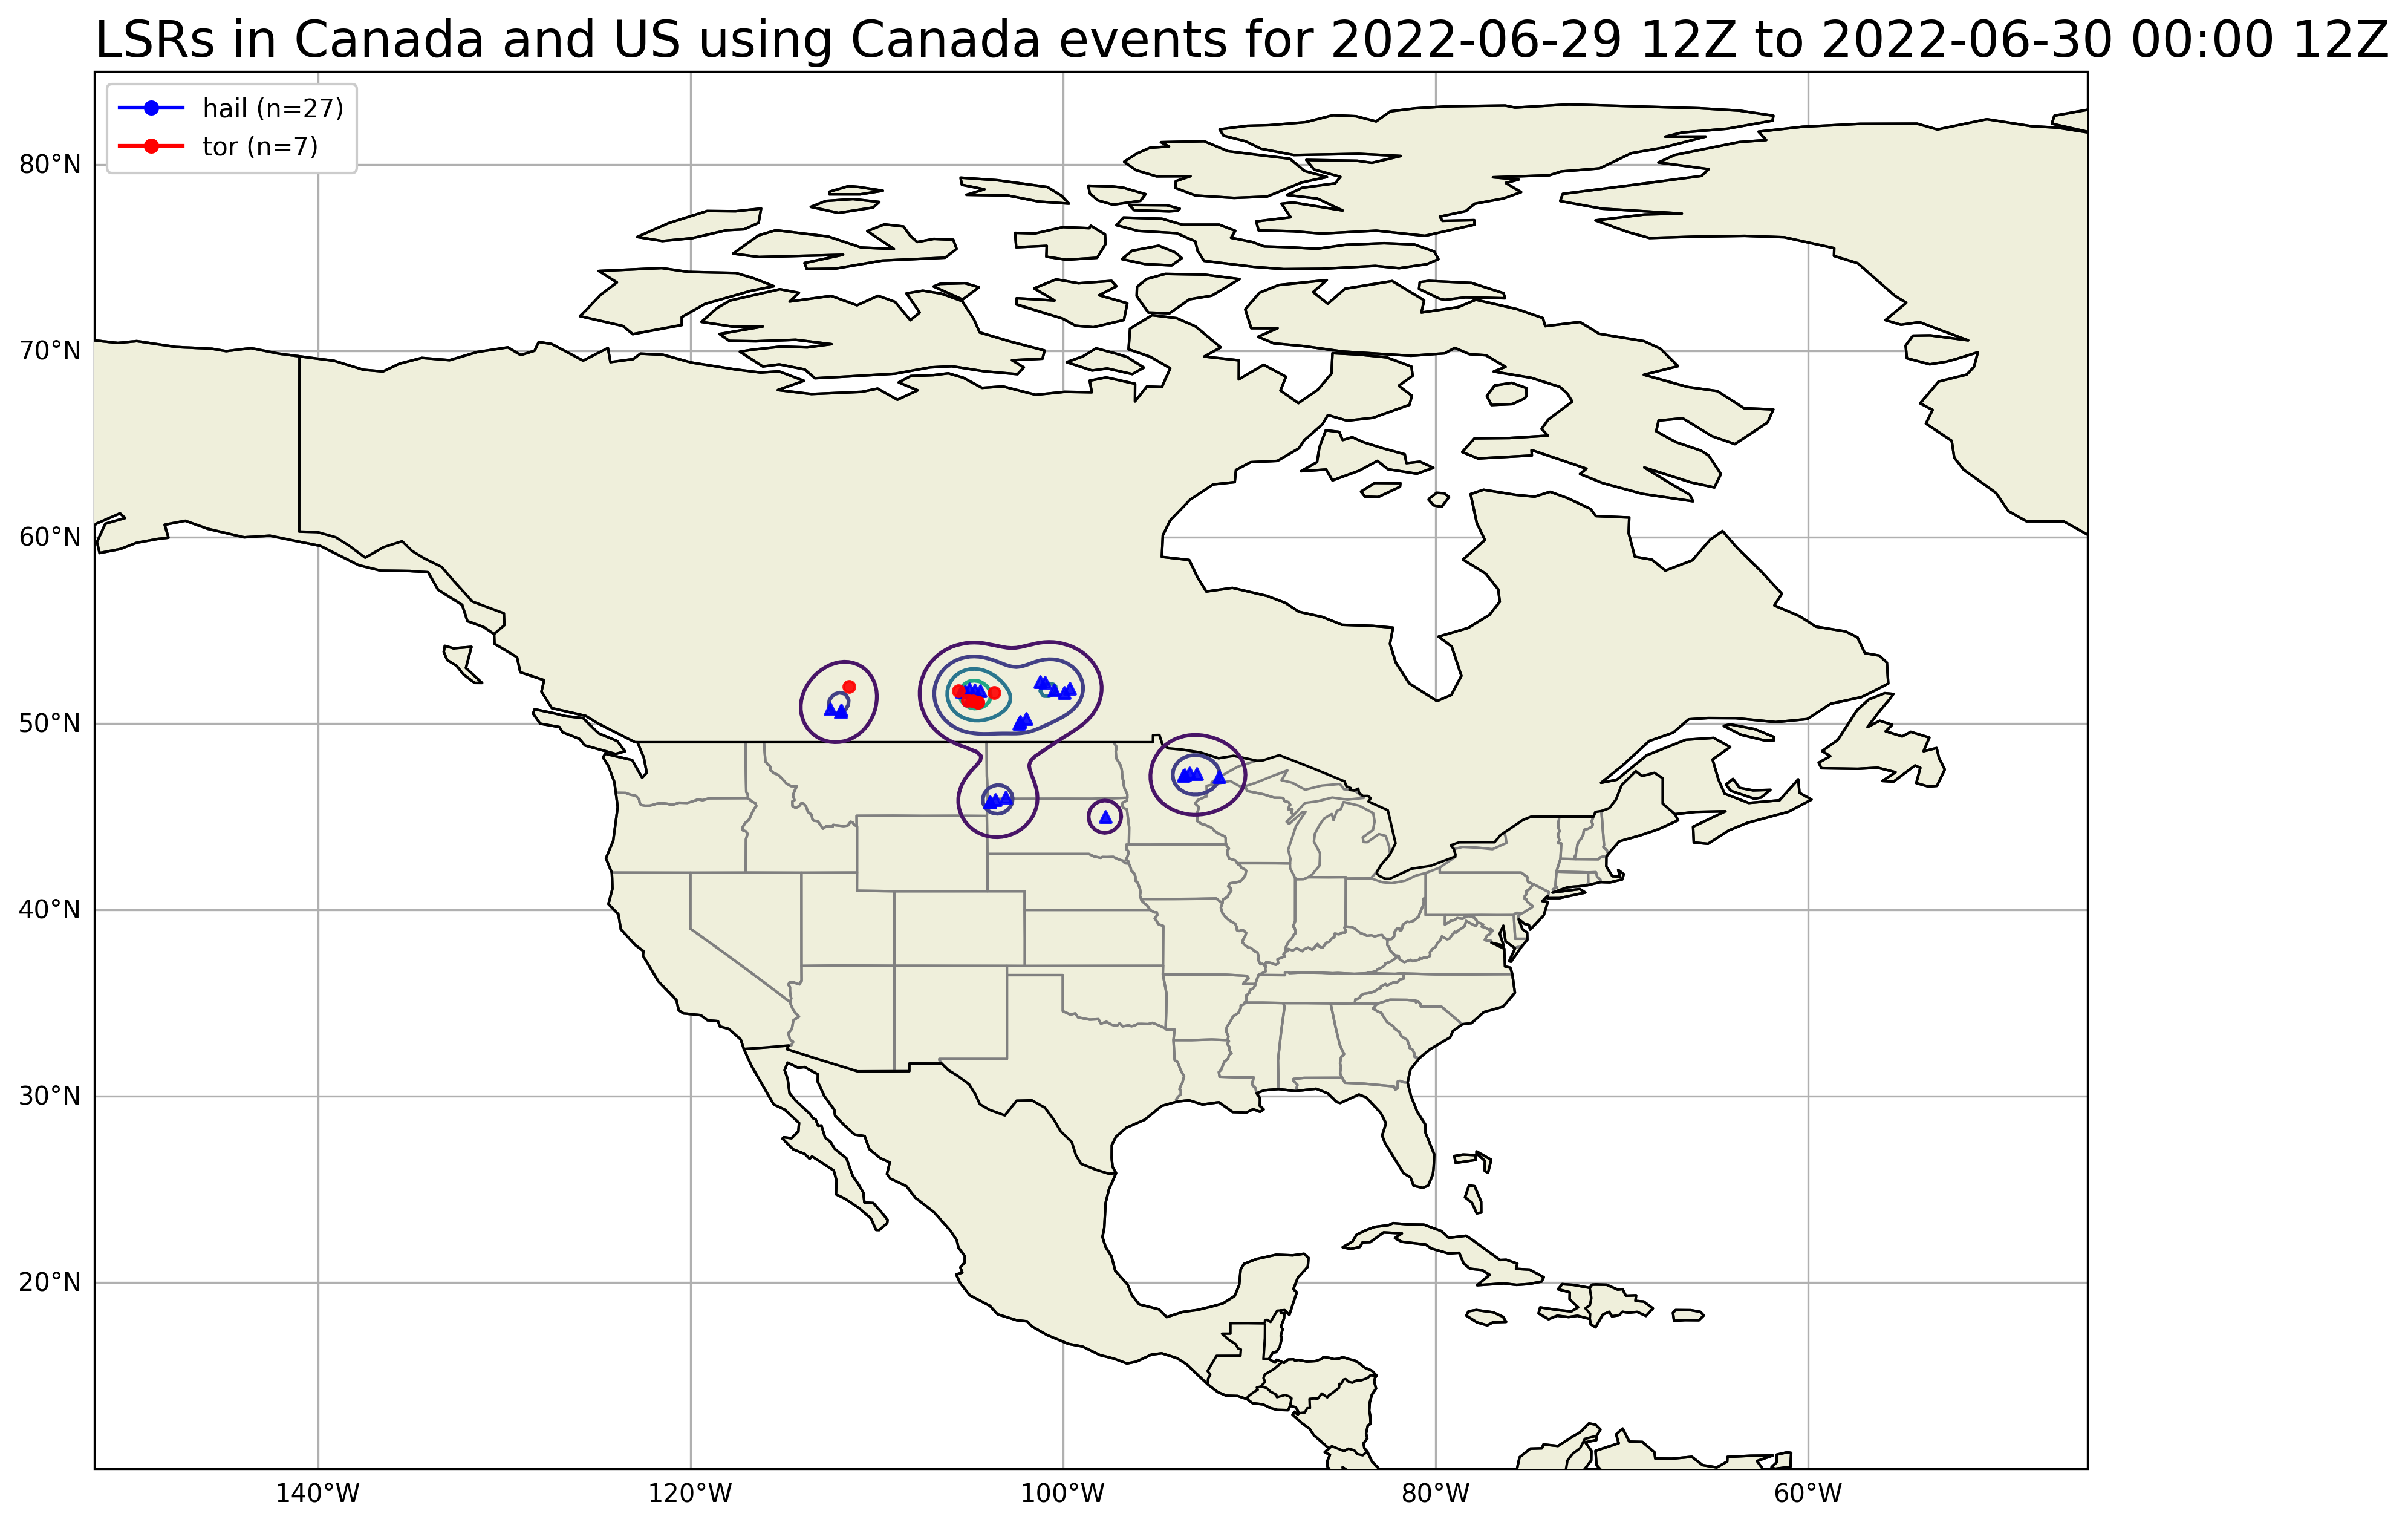 LSRs in Canada and US using Canada events for 2022-06-29 12Z to 2022-06-30 00:00 12Z
hail (n=27)
tor (n=7)
80°N
70°N
60°N
50°N
40°N
30°N
20°N
140°W 120°W 100°W 80°W 60°W